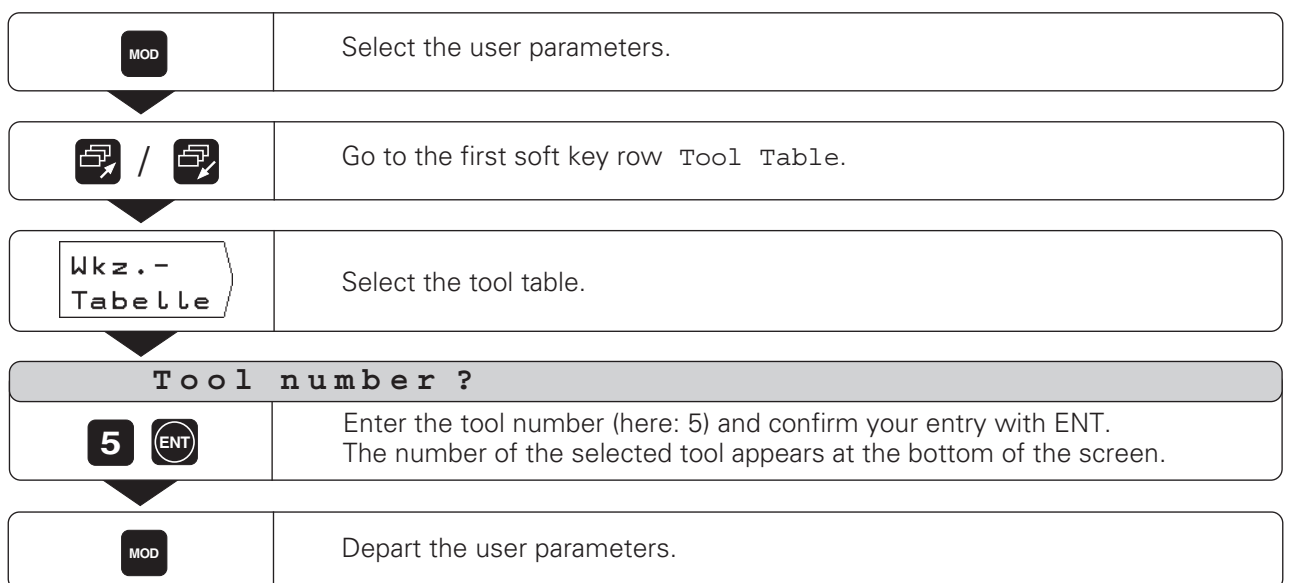 MOD
Select the user parameters.
/
Go to the first soft key row Tool Table.
Wkz.-
Tabelle
Select the tool table.
Tool number ?
5 ENT
Enter the tool number (here: 5) and confirm your entry with ENT.
The number of the selected tool appears at the bottom of the screen.
MOD
Depart the user parameters.